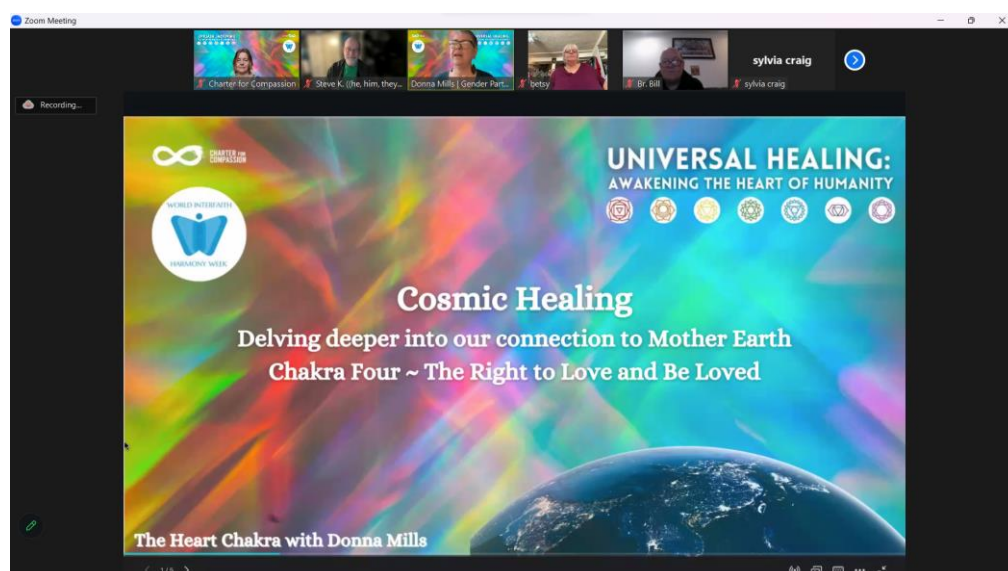 Zoom Meeting
Charter for Compassion
Steve K. (he, him, they...
Donna Mills | Gender Part...
betsy
Br. Bill
sylvia craig
sylvia craig
Recording...
CHARTER FOR
COMPASSION
UNIVERSAL HEALING:
AWAKENING THE HEART OF HUMANITY
WORLD INTERFAITH
HARMONY WEEK
Cosmic Healing
Delving deeper into our connection to Mother Earth
Chakra Four ~ The Right to Love and Be Loved
The Heart Chakra with Donna Mills